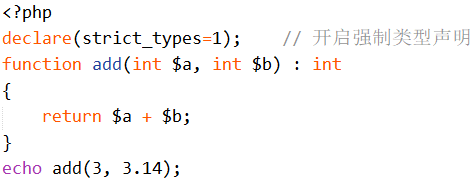 <?php
declare(strict_types=1);    // 开启强制类型声明
function add(int $a, int $b) : int
{
    return $a + $b;
}
echo add(3, 3.14);